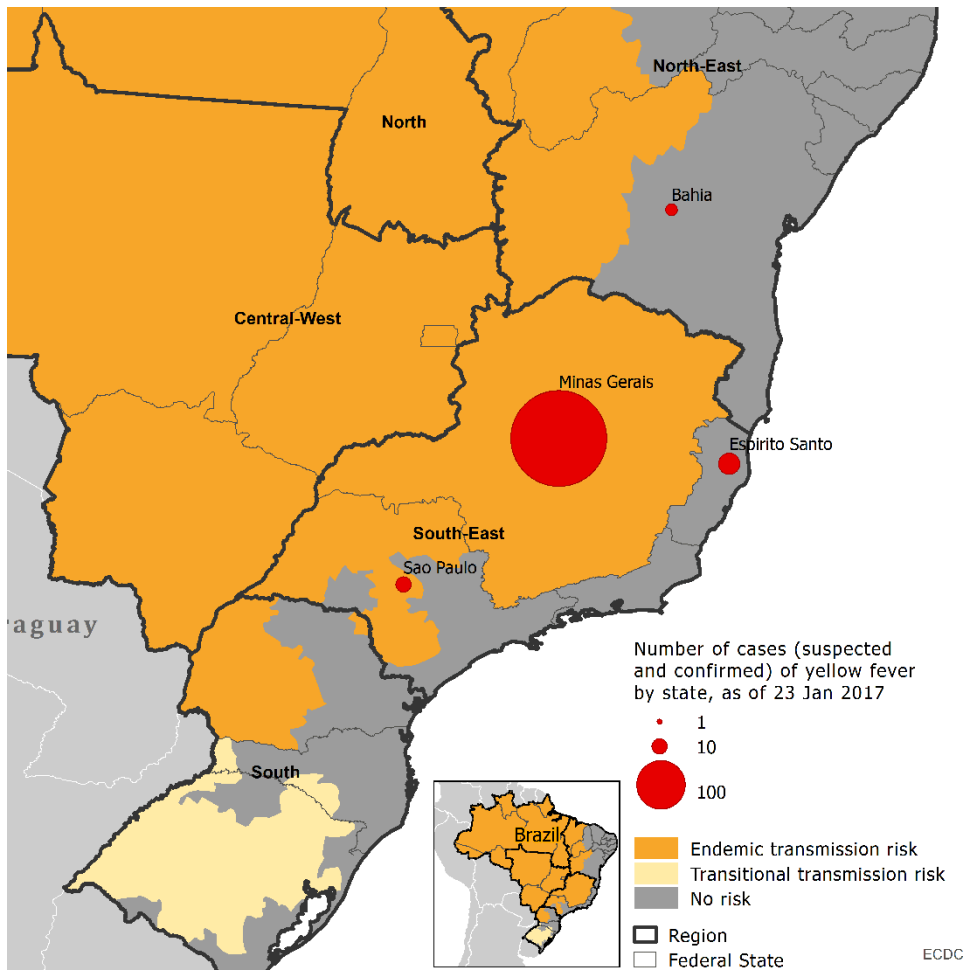 North-East
North
Bahia
Central-West
Minas Gerais
Espirito Santo
South-East
Sao Paulo
raguay
Number of cases (suspected
and confirmed) of yellow fever
by state, as of 23 Jan 2017
1
10
100
South
Brazil
Endemic transmission risk
Transitional transmission risk
No risk
Region
Federal State
ECDC